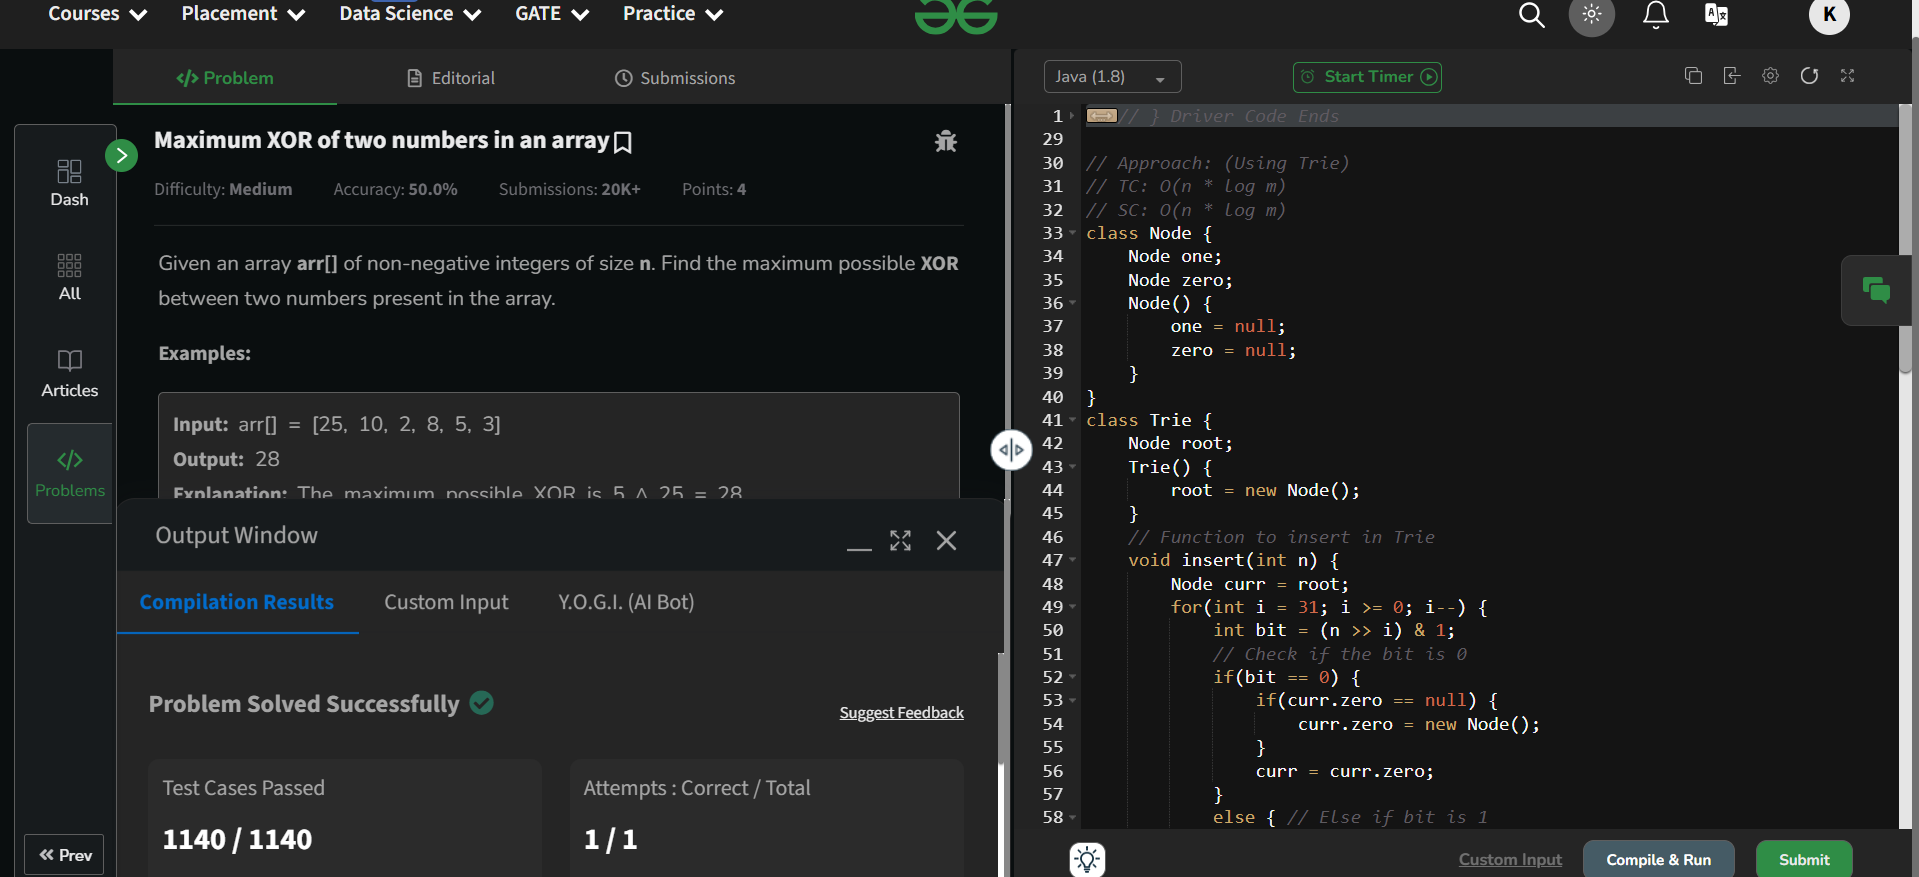 Courses Placement Data Science GATE Practice K
Problem Editorial Submissions
Java (1.8) Start Timer
Dash
All
Articles
Problems
Prev
Maximum XOR of two numbers in an array
Difficulty: Medium Accuracy: 50.0% Submissions: 20K+ Points: 4
Given an array arr[] of non-negative integers of size n. Find the maximum possible XOR
between two numbers present in the array.
Examples:
Input: arr[] = [25, 10, 2, 8, 5, 3]
Output: 28
Explanation: The maximum possible XOR is 5 ^ 25 = 28
Output Window
Compilation Results Custom Input Y.O.G.I. (AI Bot)
Problem Solved Successfully
Suggest Feedback
Test Cases Passed
1140 / 1140
Attempts : Correct / Total
1 / 1
1 // } Driver Code Ends
29
30 // Approach: (Using Trie)
31 // TC: O(n * log m)
32 // SC: O(n * log m)
33 class Node {
34 Node one;
35 Node zero;
36 Node() {
37 one = null;
38 zero = null;
39 }
40 }
41 class Trie {
42 Node root;
43 Trie() {
44 root = new Node();
45 }
46 // Function to insert in Trie
47 void insert(int n) {
48 Node curr = root;
49 for(int i = 31; i >= 0; i--) {
50 int bit = (n >> i) & 1;
51 // Check if the bit is 0
52 if(bit == 0) {
53 if(curr.zero == null) {
54 curr.zero = new Node();
55 }
56 curr = curr.zero;
57 }
58 else { // Else if bit is 1
Custom Input Compile & Run Submit